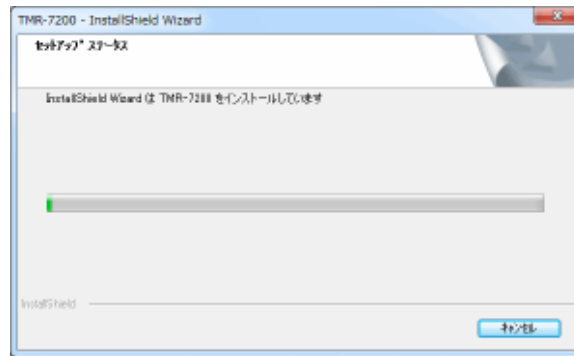 TMR-7200 - InstallShield Wizard
ｾｯﾄｱｯﾌﾟ ｽﾃｰﾀｽ
InstallShield Wizard は TMR-7200 をインストールしています
InstallShield
ｷｬﾝｾﾙ